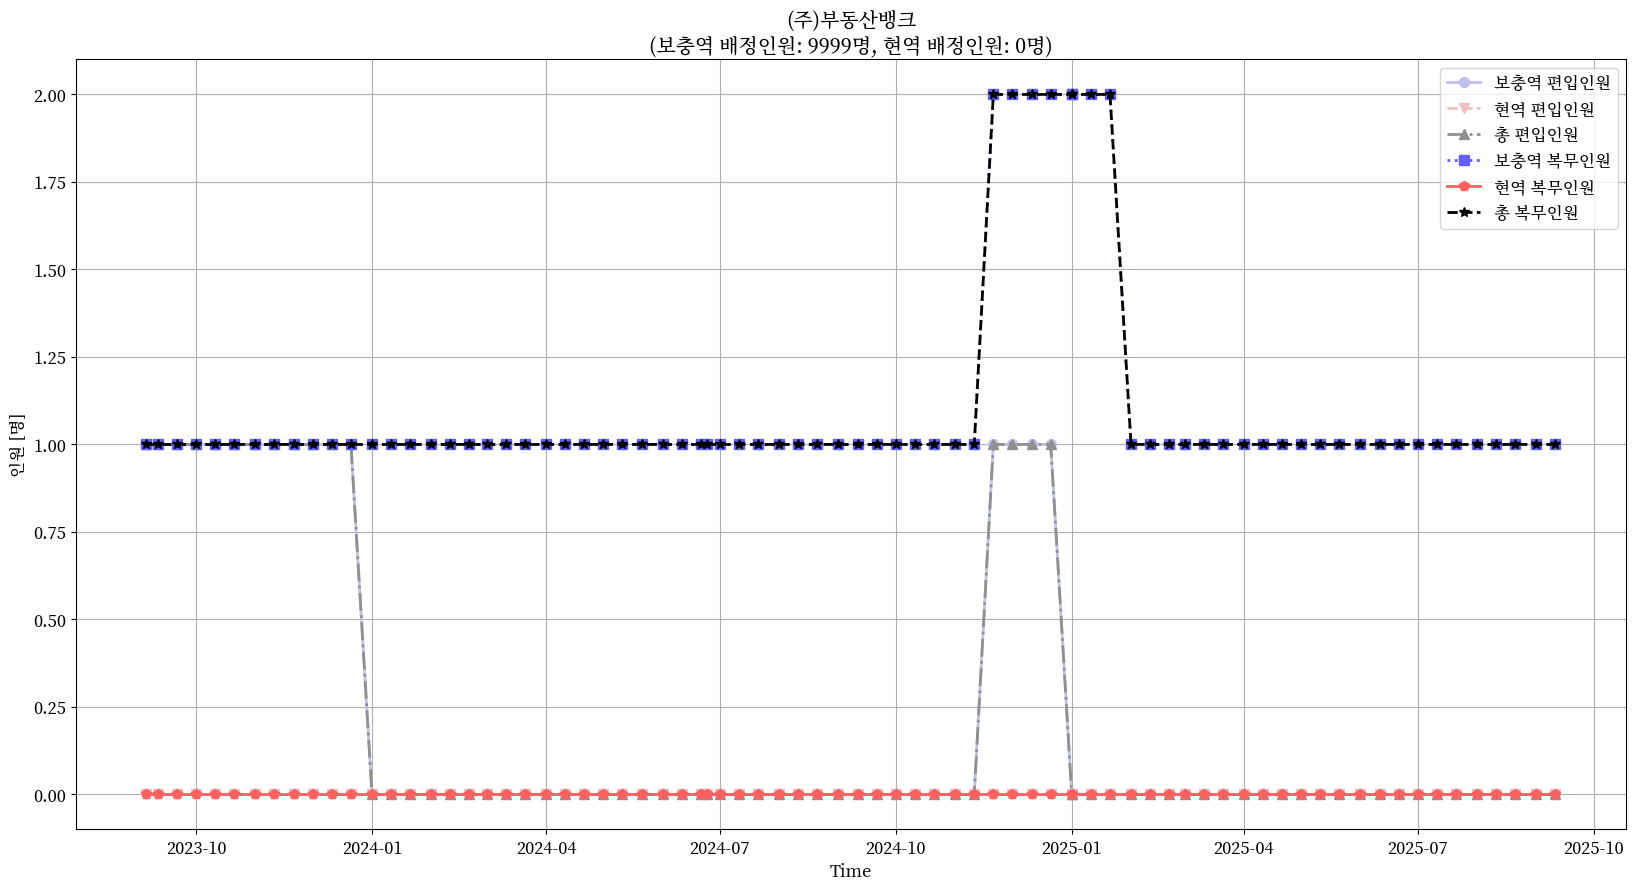 (주)부동산뱅크
(보충역 배정인원: 9999명, 현역 배정인원: 0명)
보충역 편입인원
현역 편입인원
총 편입인원
보충역 복무인원
현역 복무인원
총 복무인원
인원 [명]
2.00
1.75
1.50
1.25
1.00
0.75
0.50
0.25
0.00
2023-10
2024-01
2024-04
2024-07
2024-10
2025-01
2025-04
2025-07
2025-10
Time